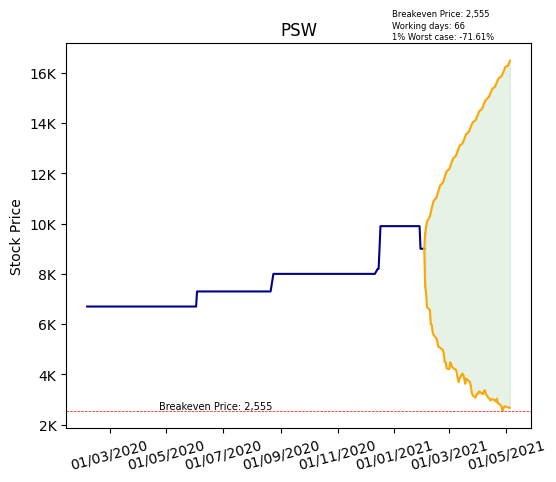 Breakeven Price: 2,555
Working days: 66
1% Worst case: -71.61%
PSW
Stock Price
16K
14K
12K
10K
8K
6K
4K
2K
Breakeven Price: 2,555
01/03/2020
01/05/2020
01/07/2020
01/09/2020
01/11/2020
01/01/2021
01/03/2021
01/05/2021